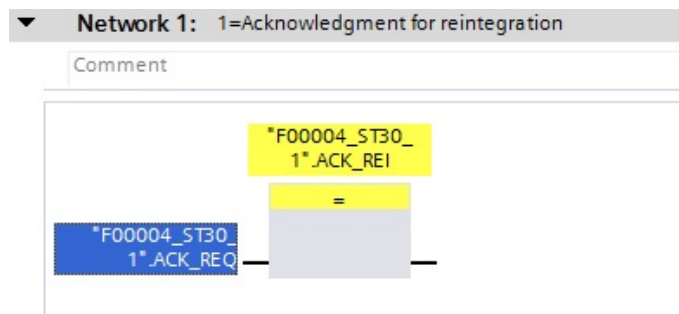 Network 1: 1=Acknowledgment for reintegration
Comment
"F00004_ST30_
1".ACK_REI
=
"F00004_ST30_
1".ACK_REQ